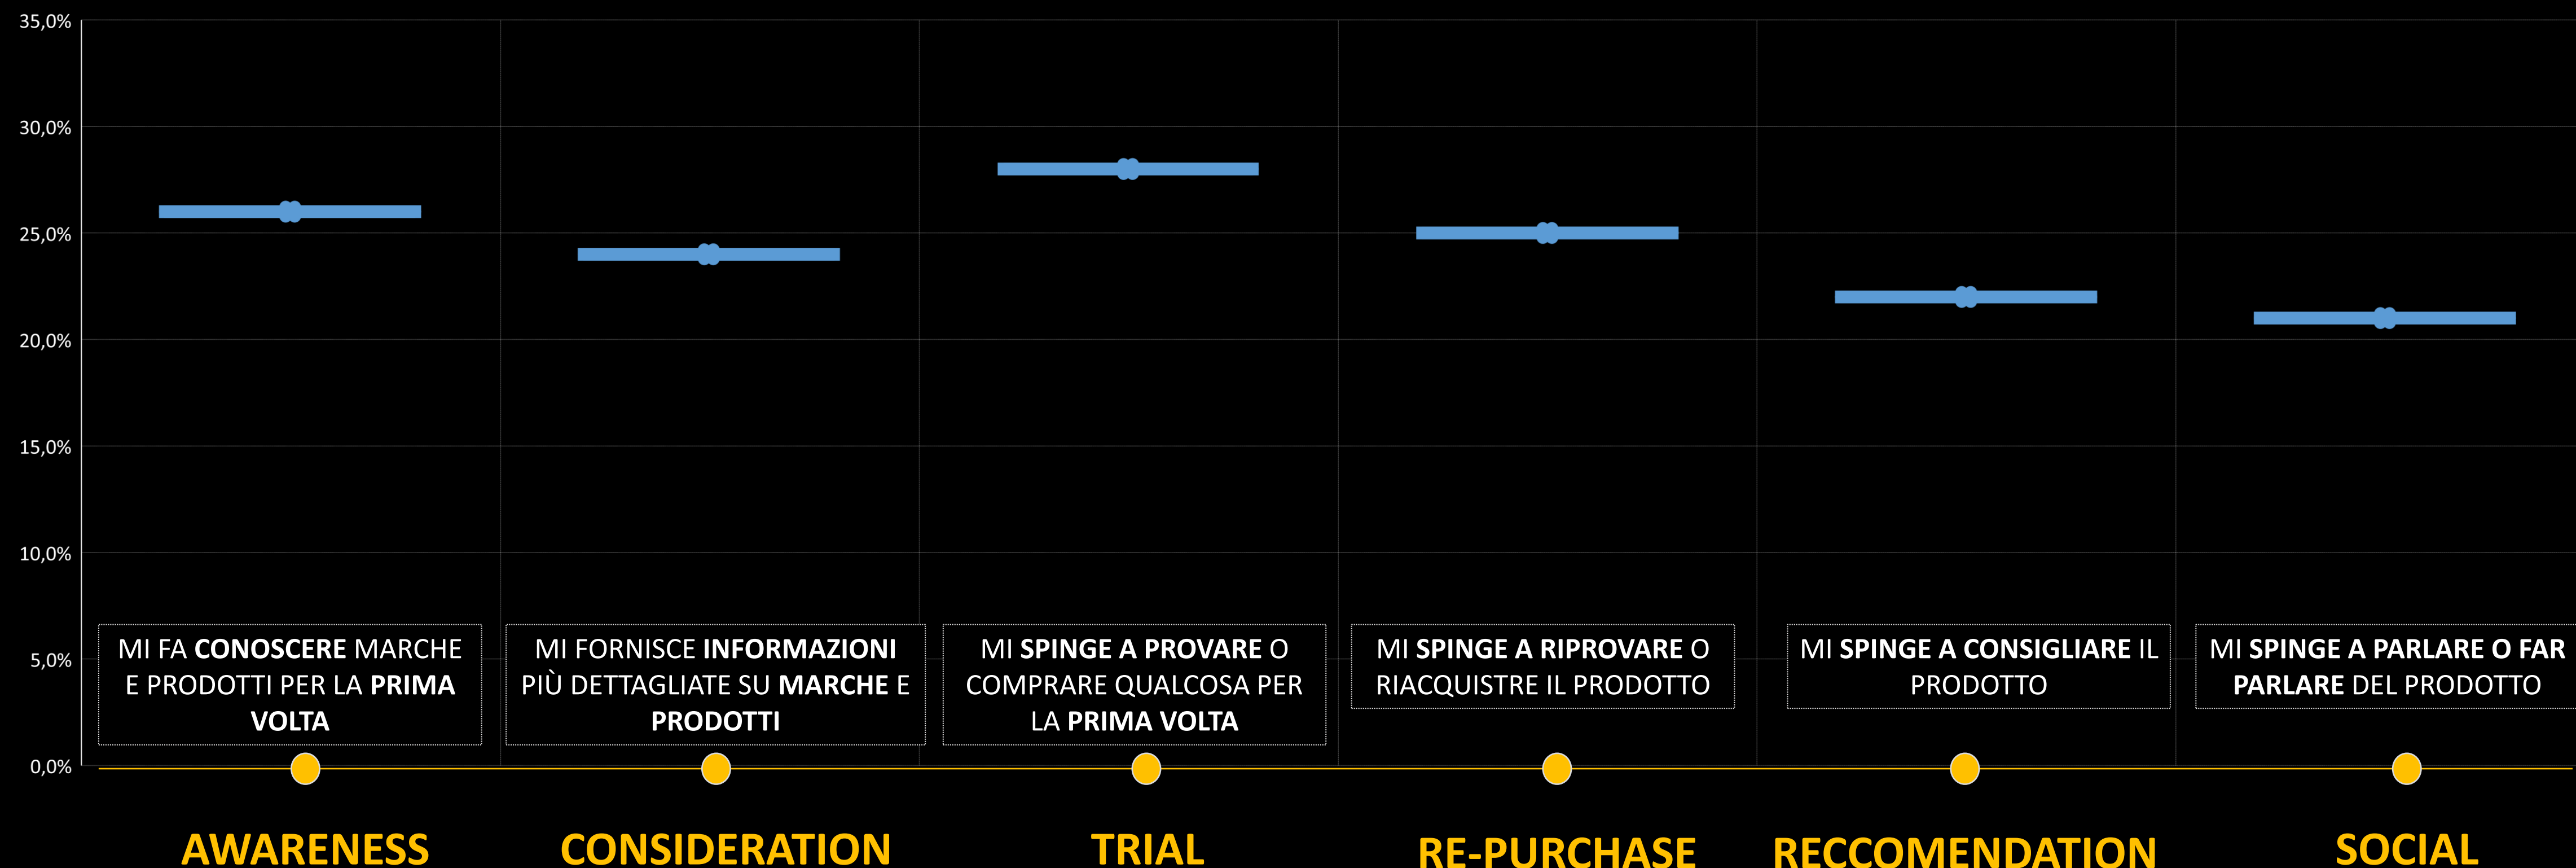 35,0%
30,0%
25,0%
20,0%
15,0%
10,0%
5,0%
0,0%
MI FA CONOSCERE MARCHE
E PRODOTTI PER LA PRIMA
VOLTA
MI FORNISCE INFORMAZIONI
PIÙ DETTAGLIATE SU MARCHE E
PRODOTTI
MI SPINGE A PROVARE O
COMPRARE QUALCOSA PER
LA PRIMA VOLTA
MI SPINGE A RIPROVARE O
RIACQUISTRE IL PRODOTTO
MI SPINGE A CONSIGLIARE IL
PRODOTTO
MI SPINGE A PARLARE O FAR
PARLARE DEL PRODOTTO
AWARENESS
CONSIDERATION
TRIAL
RE-PURCHASE
RECCOMENDATION
SOCIAL